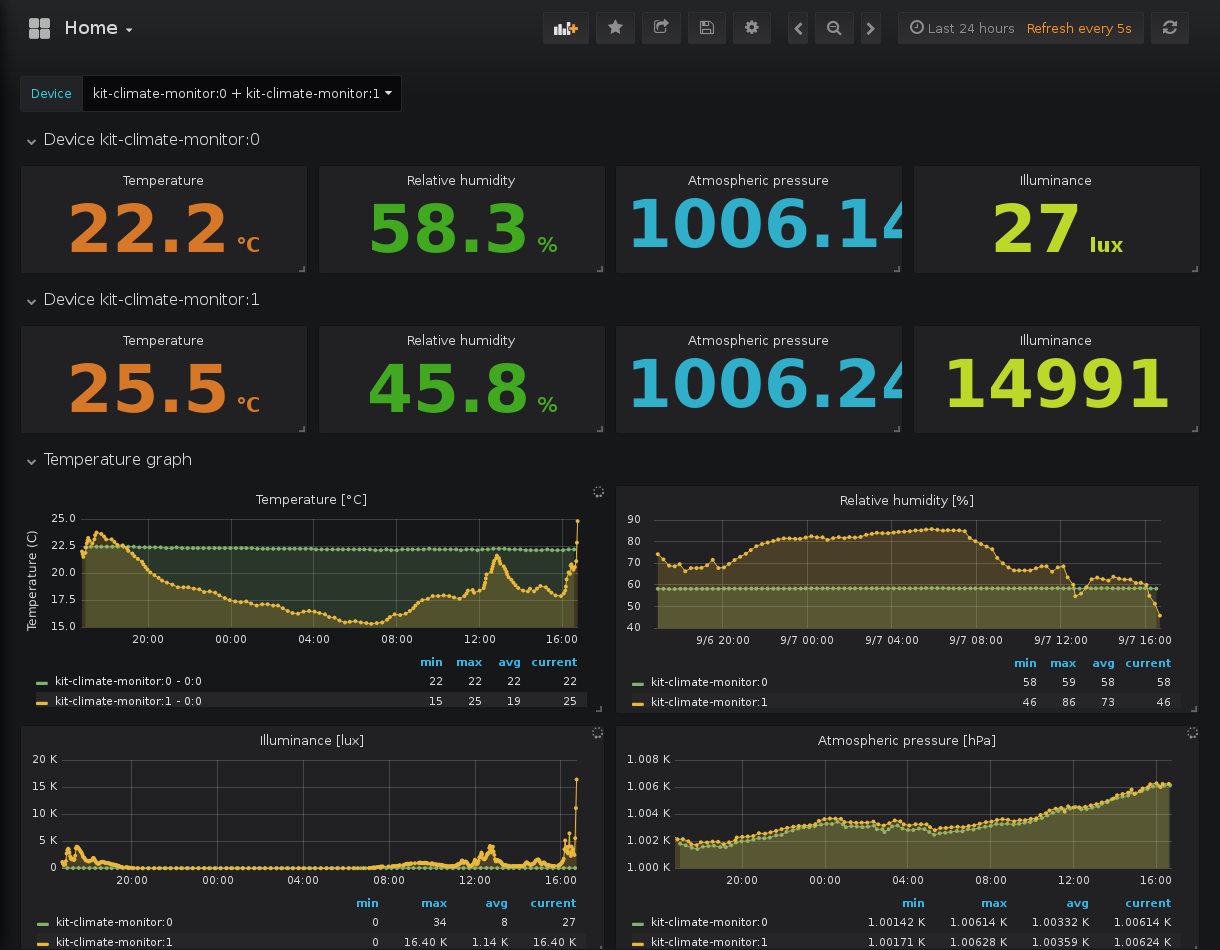 Home
Last 24 hours Refresh every 5s
Device kit-climate-monitor:0 + kit-climate-monitor:1
Device kit-climate-monitor:0
Temperature Relative humidity Atmospheric pressure Illuminance
22.2 °C 58.3 % 1006.14 27 lux
Device kit-climate-monitor:1
Temperature Relative humidity Atmospheric pressure Illuminance
25.5 °C 45.8 % 1006.24 14991
Temperature graph
Temperature [°C]
Temperature (C)
25.0
22.5
20.0
17.5
15.0
20:00 00:00 04:00 08:00 12:00 16:00
min max avg current
kit-climate-monitor:0 - 0:0 22 22 22 22
kit-climate-monitor:1 - 0:0 15 25 19 25
Relative humidity [%]
90
80
70
60
50
40
9/6 20:00 9/7 00:00 9/7 04:00 9/7 08:00 9/7 12:00 9/7 16:00
min max avg current
kit-climate-monitor:0 58 59 58 58
kit-climate-monitor:1 46 86 73 46
Illuminance [lux]
20 K
15 K
10 K
5 K
0
20:00 00:00 04:00 08:00 12:00 16:00
min max avg current
kit-climate-monitor:0 0 34 8 27
kit-climate-monitor:1 0 16.40 K 1.14 K 16.40 K
Atmospheric pressure [hPa]
1.008 K
1.006 K
1.004 K
1.002 K
1.000 K
20:00 00:00 04:00 08:00 12:00 16:00
min max avg current
kit-climate-monitor:0 1.00142 K 1.00614 K 1.00332 K 1.00614 K
kit-climate-monitor:1 1.00171 K 1.00628 K 1.00359 K 1.00624 K